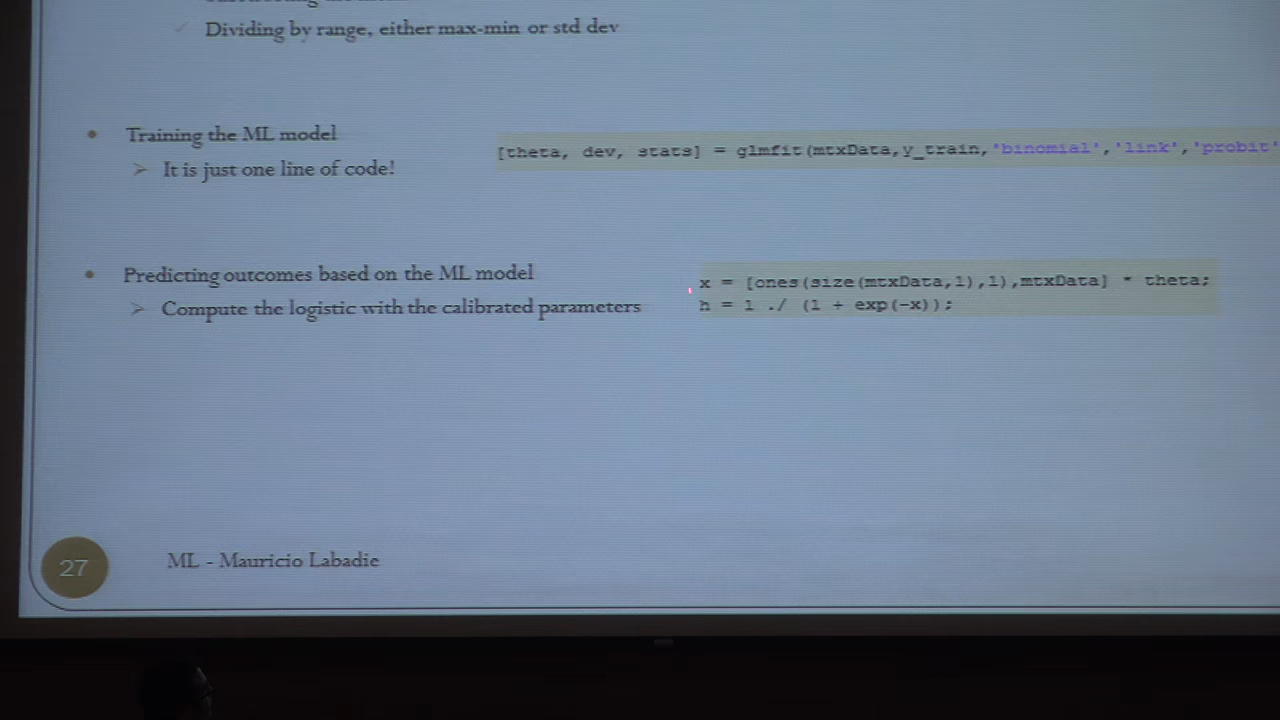 Dividing by range, either max-min or std dev
Training the ML model
It is just one line of code!
[theta, dev, stats] = glmfit(mtxData,y_train,'binomial','link','probit'
Predicting outcomes based on the ML model
Compute the logistic with the calibrated parameters
x = [ones(size(mtxData,1),1),mtxData] * theta;
h = 1 ./ (1 + exp(-x));
27
ML - Mauricio Labadie